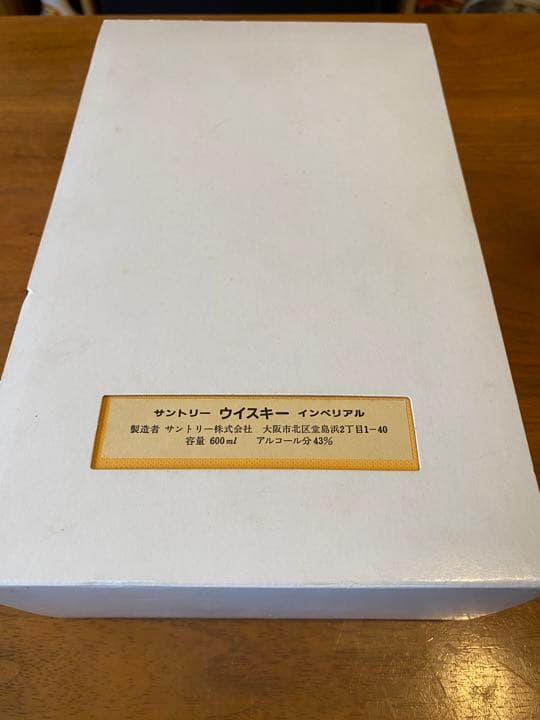 サントリー ウイスキー インペリアル
製造者 サントリー株式会社 大阪市北区堂島浜2丁目1-40
容量 600ml アルコール分 43%